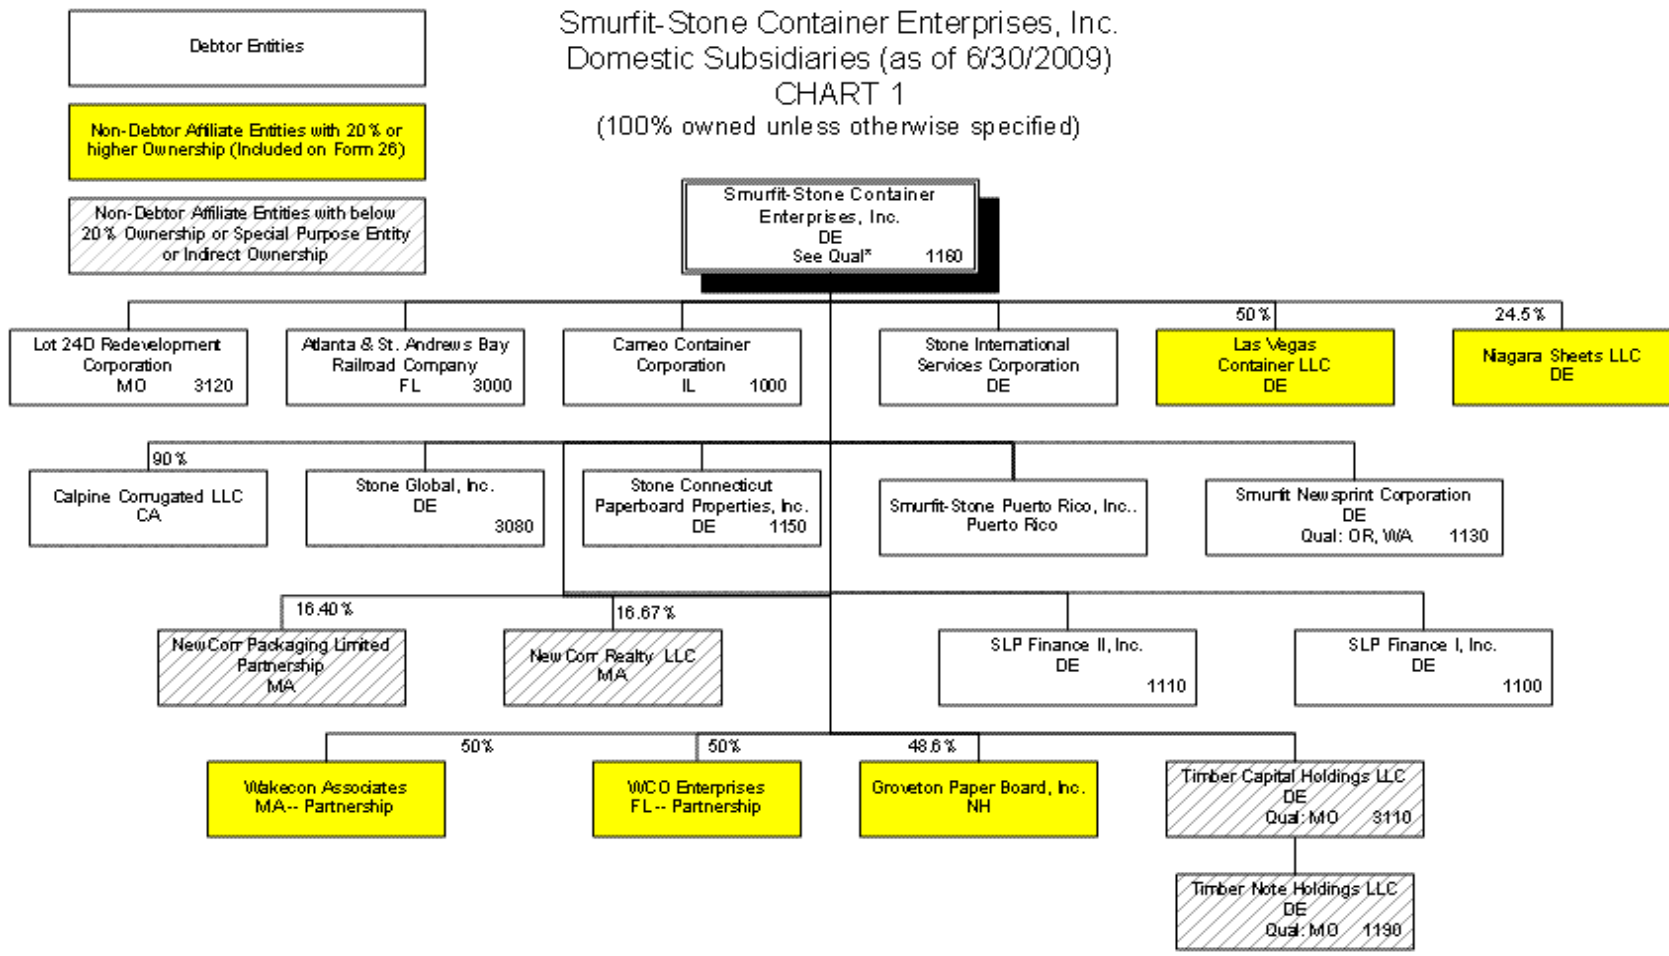 Smurfit-Stone Container Enterprises, Inc.
Domestic Subsidiaries (as of 6/30/2009)
CHART 1
(100% owned unless otherwise specified)
Debtor Entities
Non-Debtor Affiliate Entities with 20% or
higher Ownership (Included on Form 26)
Non-Debtor Affiliate Entities with below
20% Ownership or Special Purpose Entity
or Indirect Ownership
Smurfit-Stone Container
Enterprises, Inc.
DE
See Qual* 1160
Lot 24D Redevelopment
Corporation
MO 3120
Atlanta & St. Andrews Bay
Railroad Company
FL 3000
Cameo Container
Corporation
IL 1000
Stone International
Services Corporation
DE
50%
Las Vegas
Container LLC
DE
24.5%
Niagara Sheets LLC
DE
90%
Calpine Corrugated LLC
CA
Stone Global, Inc.
DE
3080
Stone Connecticut
Paperboard Properties, Inc.
DE 1150
Smurfit-Stone Puerto Rico, Inc..
Puerto Rico
Smurfit Newsprint Corporation
DE
Qual: OR, WA 1130
16.40%
NewCorr Packaging Limited
Partnership
MA
16.67%
NewCorr Realty LLC
MA
SLP Finance II, Inc.
DE
1110
SLP Finance I, Inc.
DE
1100
50%
Wakecon Associates
MA-- Partnership
50%
WCO Enterprises
FL -- Partnership
48.6%
Groveton Paper Board, Inc.
NH
Timber Capital Holdings LLC
DE
Qual: MO 3110
Timber Note Holdings LLC
DE
Qual: MO 1190